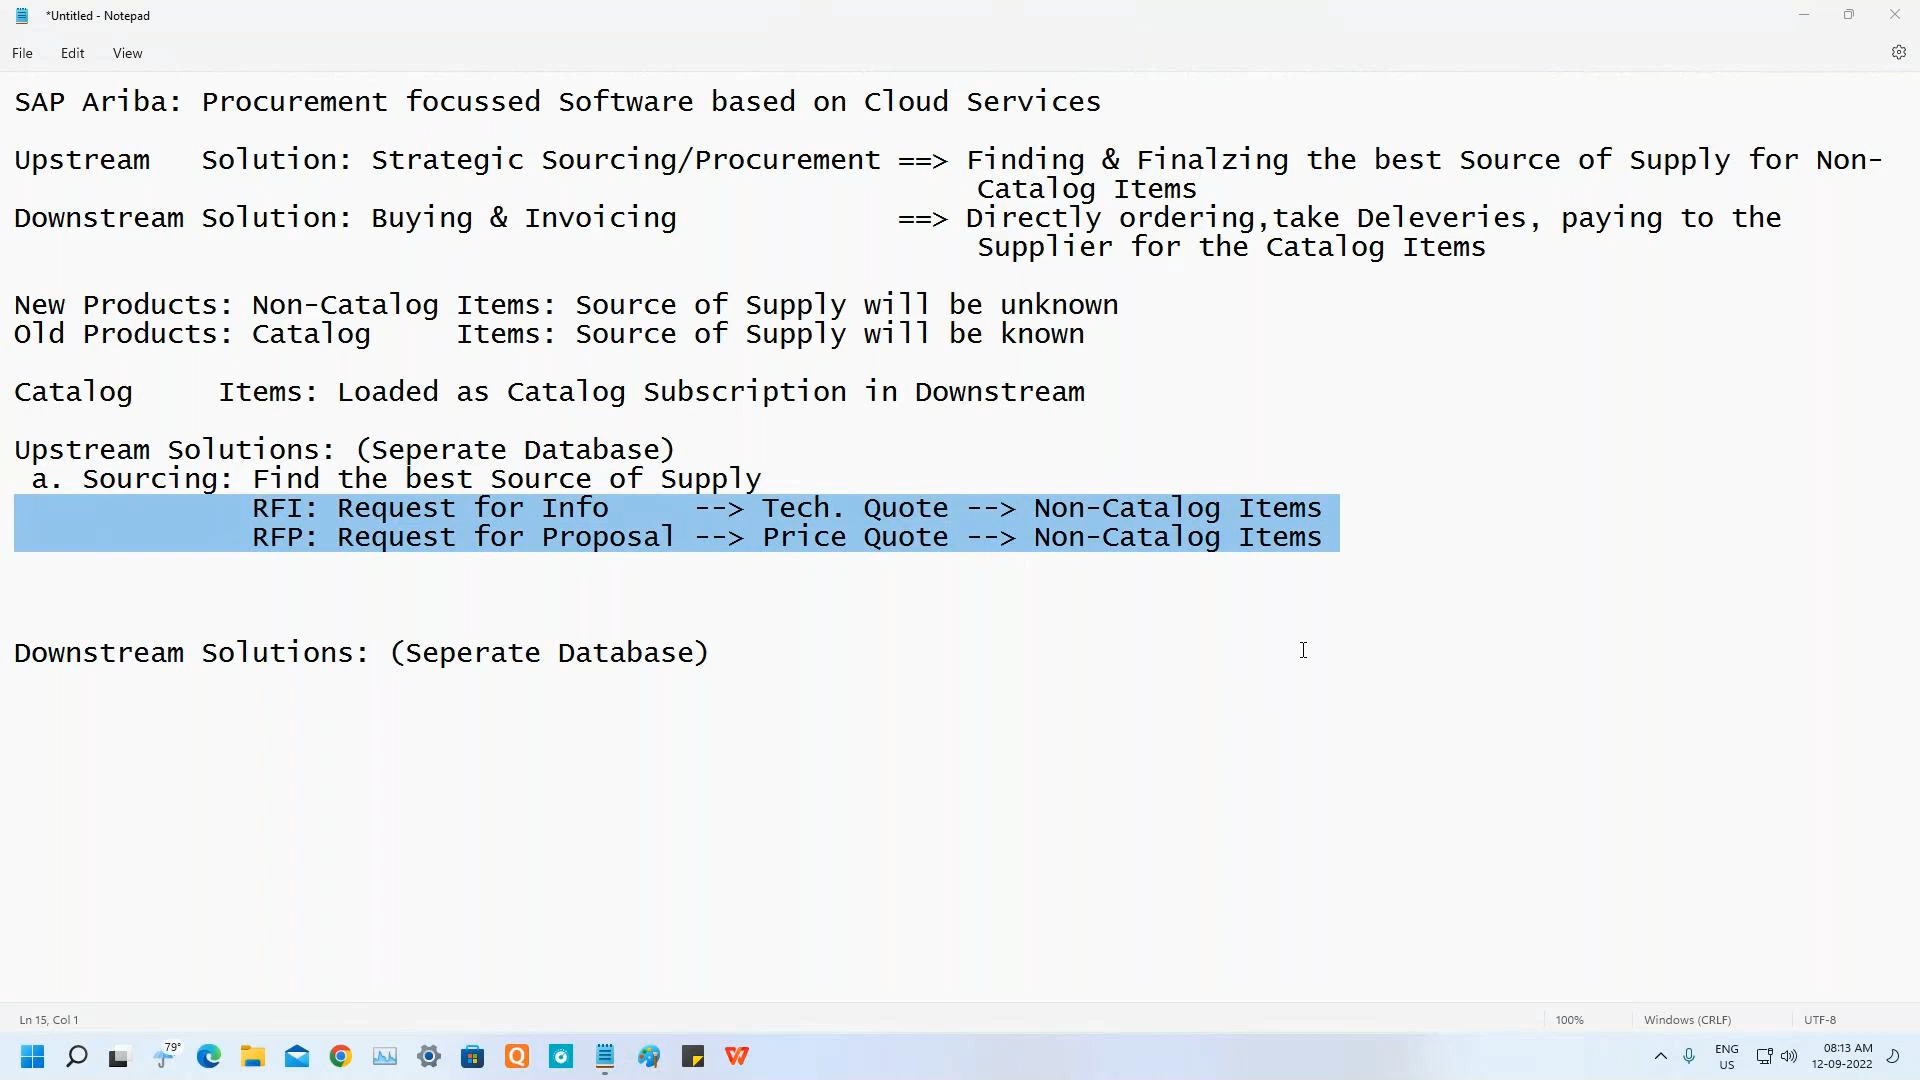 *Untitled - Notepad
File Edit View
SAP Ariba: Procurement focussed Software based on Cloud Services
Upstream   Solution: Strategic Sourcing/Procurement ==> Finding & Finalzing the best Source of Supply for Non-
Catalog Items
Downstream Solution: Buying & Invoicing             ==> Directly ordering,take Deleveries, paying to the
Supplier for the Catalog Items
New Products: Non-Catalog Items: Source of Supply will be unknown
Old Products: Catalog     Items: Source of Supply will be known
Catalog     Items: Loaded as Catalog Subscription in Downstream
Upstream Solutions: (Seperate Database)
a. Sourcing: Find the best Source of Supply
RFI: Request for Info     --> Tech. Quote --> Non-Catalog Items
RFP: Request for Proposal --> Price Quote --> Non-Catalog Items
Downstream Solutions: (Seperate Database)
Ln 15, Col 1 100% Windows (CRLF) UTF-8
79°
ENG
US
08:13 AM
12-09-2022